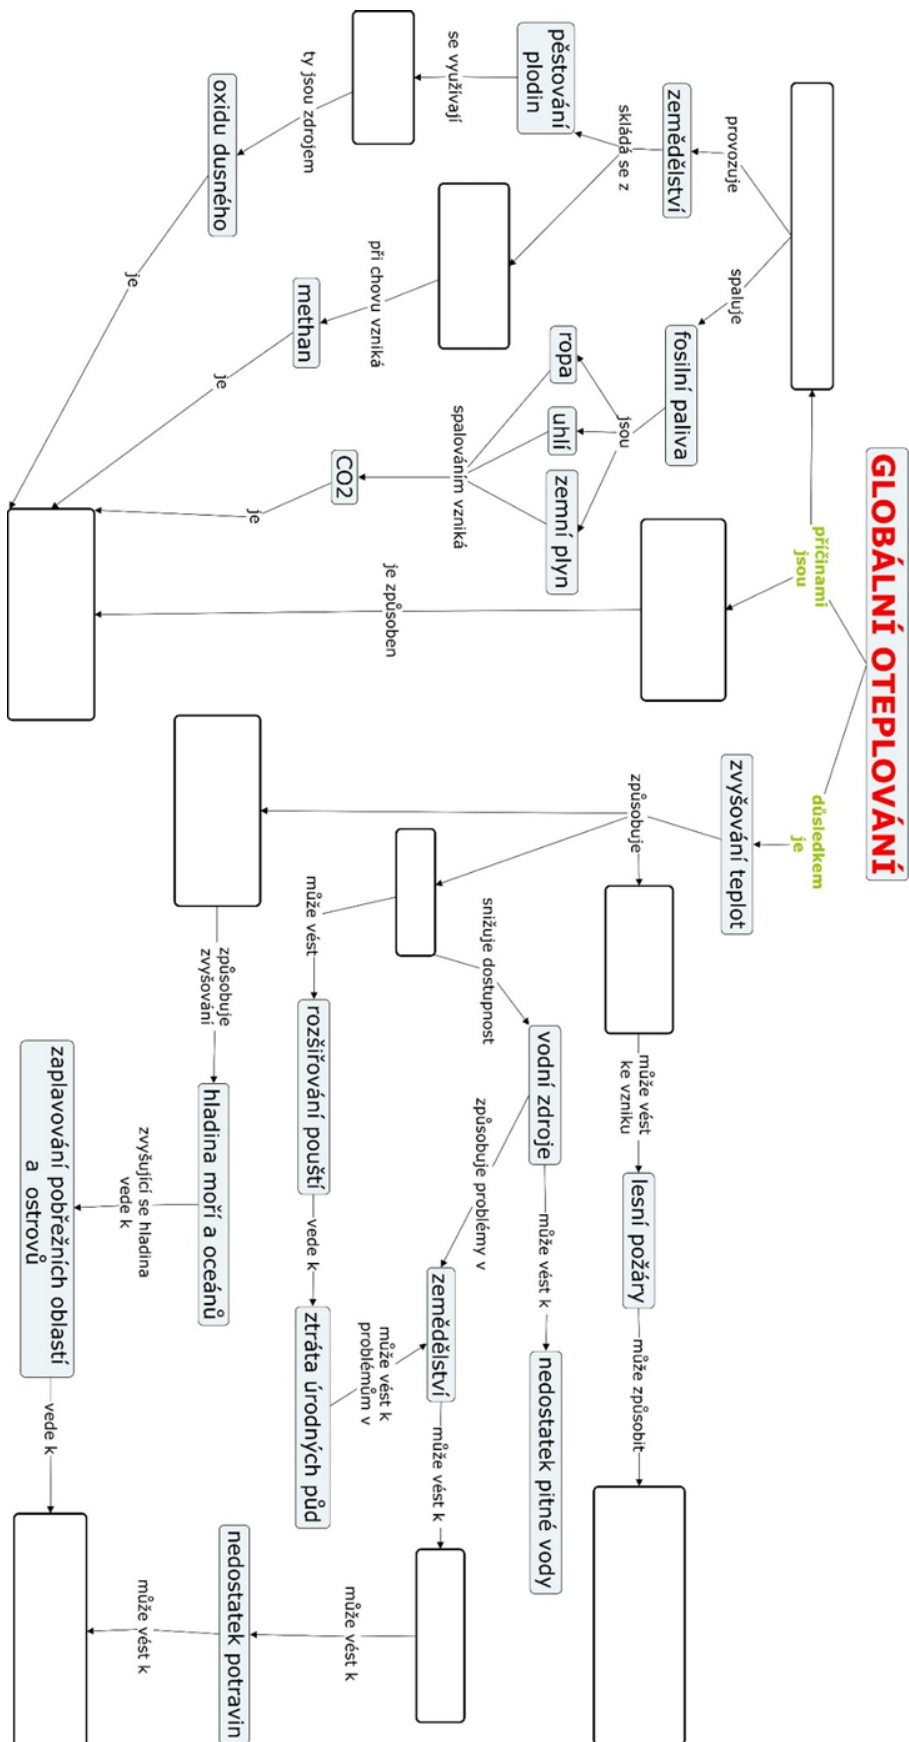 GLOBÁLNÍ OTEPLOVÁNÍ
příčinami
jsou
důsledkem
je
provozuje
spaluje
zemědělství
skládá se z
pěstování
plodin
se využívají
ty jsou zdrojem
oxidu dusného
je
při chovu vzniká
methan
je
fosilní paliva
jsou
ropa
uhlí
zemní plyn
spalováním vzniká
CO2
je
je způsoben
zvyšování teplot
způsobuje
může vést
ke vzniku
lesní požáry
může způsobit
snižuje dostupnost
vodní zdroje
může vést k
nedostatek pitné vody
způsobuje problémy v
zemědělství
může vést k
může vést
rozšiřování pouští
vede k
ztráta úrodných půd
může vést k
problémům v
může vést k
nedostatek potravin
může vést k
způsobuje
zvyšování
hladina moří a oceánů
zvyšující se hladina
vede k
zaplavování pobřežních oblastí
a ostrovů
vede k